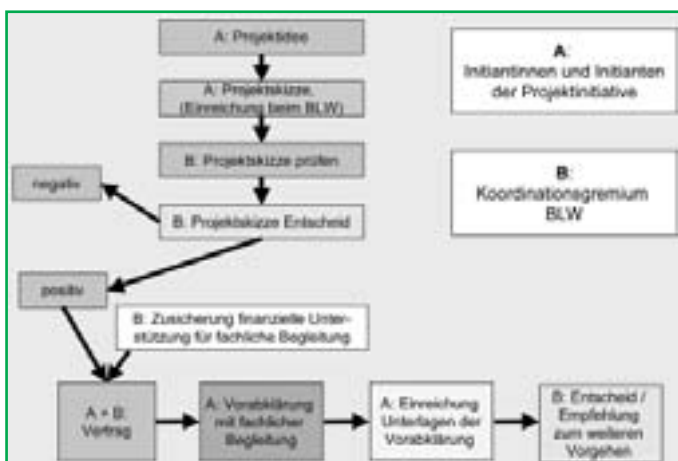 A: Projektidee
A: Projektskizze,
(Einreichung beim BLW)
B: Projektskizze prüfen
negativ
B: Projektskizze Entscheid
positiv
B: Zusicherung finanzielle Unter-
stützung für fachliche Begleitung
A + B:
Vertrag
A: Vorabklärung
mit fachlicher
Begleitung
A: Einreichung
Unterlagen der
Vorabklärung
B: Entscheid /
Empfehlung
zum weiteren
Vorgehen
A:
Initiantinnen und Initianten
der Projektinitiative
B:
Koordinationsgremium
BLW